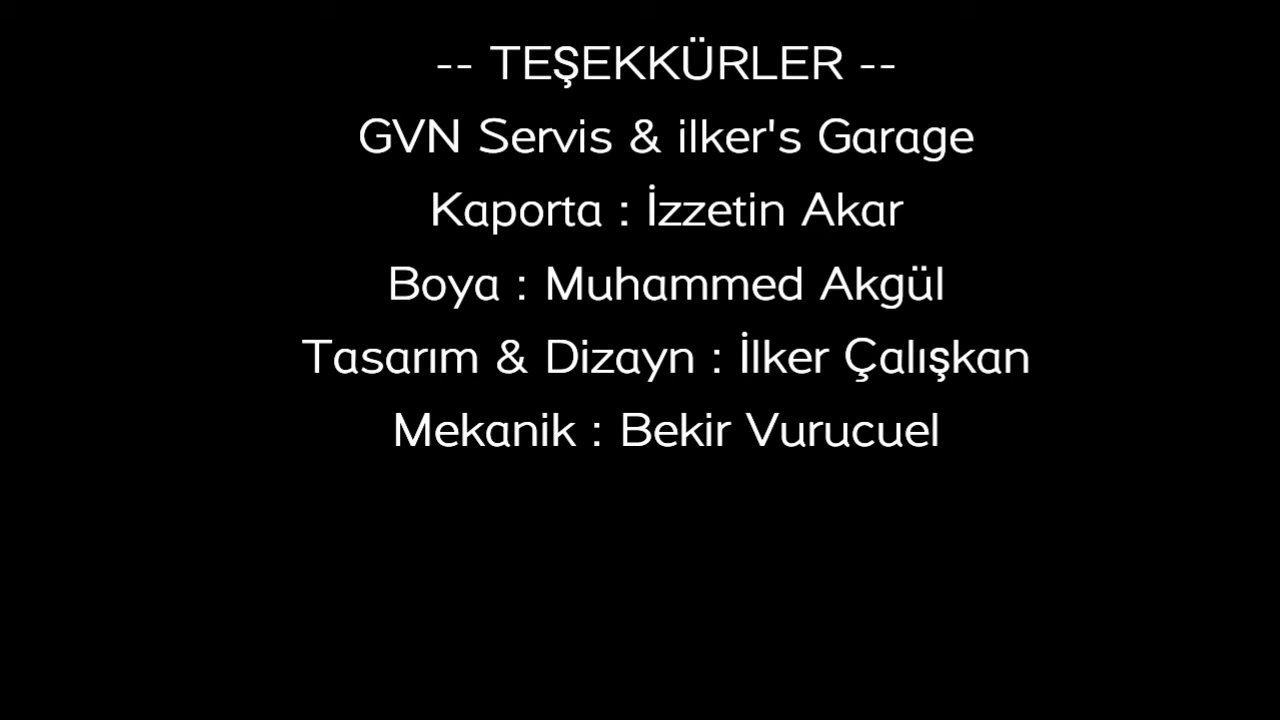 -- TEŞEKKÜRLER --
GVN Servis & ilker's Garage
Kaporta : İzzetin Akar
Boya : Muhammed Akgül
Tasarım & Dizayn : İlker Çalışkan
Mekanik : Bekir Vurucuel